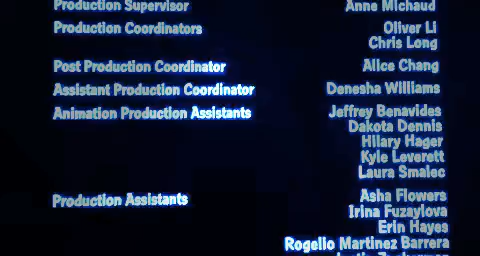 Production Supervisor Anne Michaud
Production Coordinators Oliver Li
Chris Long
Post Production Coordinator Alice Chang
Assistant Production Coordinator Denesha Williams
Animation Production Assistants Jeffrey Benavides
Dakota Dennis
Hilary Hager
Kyle Leverett
Laura Smalec
Production Assistants Asha Flowers
Irina Fuzaylova
Erin Hayes
Rogelio Martinez Barrera